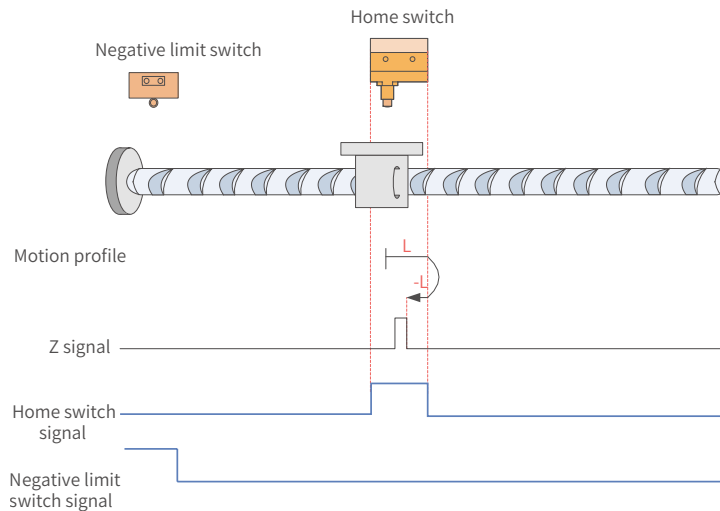 Home switch
Negative limit switch
Motion profile
L
-L
Z signal
Home switch
signal
Negative limit
switch signal